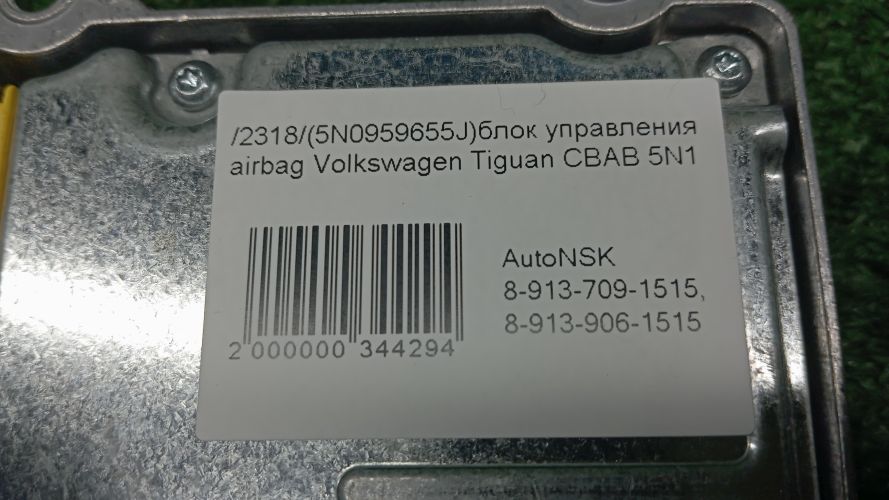 /2318/(5N0959655J)блок управления
airbag Volkswagen Tiguan CBAB 5N1
AutoNSK
8-913-709-1515,
8-913-906-1515
2 000000 344294